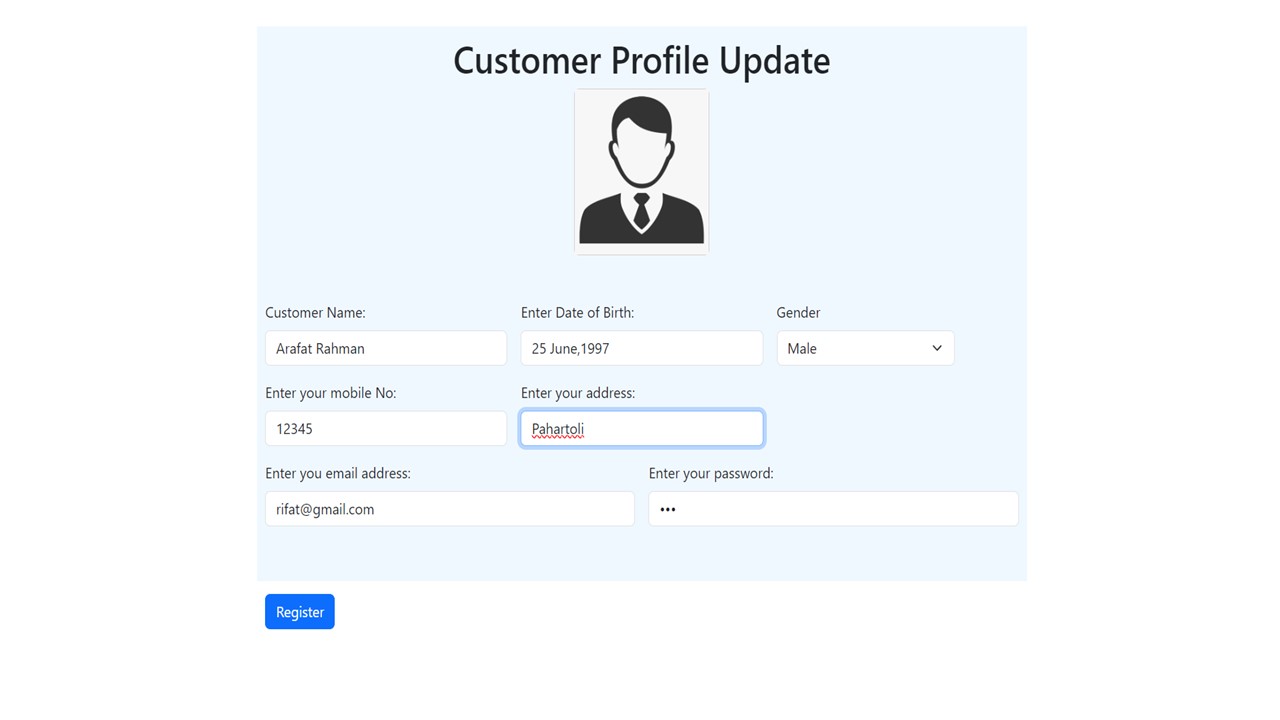 Customer Profile Update
Customer Name: Enter Date of Birth: Gender
Arafat Rahman 25 June,1997 Male
Enter your mobile No: Enter your address:
12345 Pahartoli
Enter you email address: Enter your password:
rifat@gmail.com •••
Register